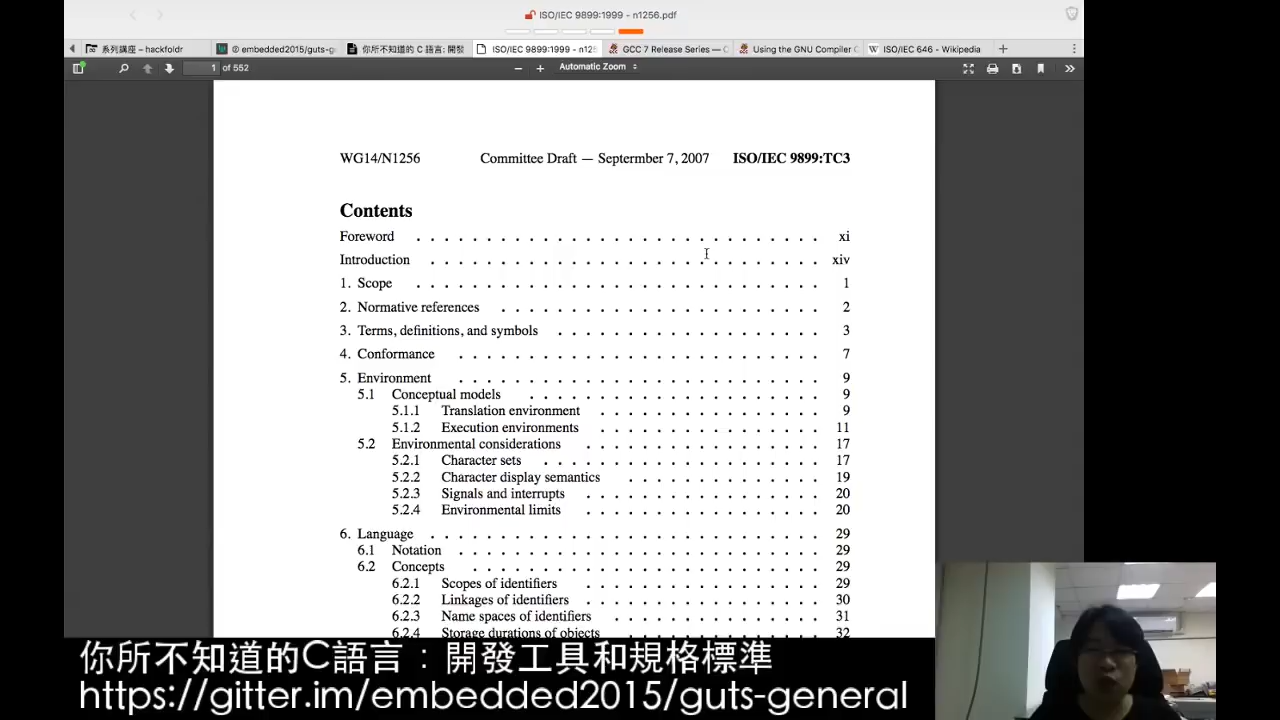 ISO/IEC 9899:1999 - n1256.pdf
系列講座 – hackfoldr
@ embedded2015/guts-g
你所不知道的 C 語言: 開發
ISO/IEC 9899:1999 - n125
GCC 7 Release Series — C
Using the GNU Compiler C
ISO/IEC 646 - Wikipedia
1 of 552
Automatic Zoom
WG14/N1256 Committee Draft — Septermber 7, 2007 ISO/IEC 9899:TC3
Contents
Foreword . . . . . . . . . . . . . . . . . . . . . . . . . . . . . xi
Introduction . . . . . . . . . . . . . . . . . . . . . . . . . . . . xiv
1. Scope . . . . . . . . . . . . . . . . . . . . . . . . . . . . . 1
2. Normative references . . . . . . . . . . . . . . . . . . . . . . . 2
3. Terms, definitions, and symbols . . . . . . . . . . . . . . . . . . . 3
4. Conformance . . . . . . . . . . . . . . . . . . . . . . . . . . 7
5. Environment . . . . . . . . . . . . . . . . . . . . . . . . . . 9
5.1 Conceptual models . . . . . . . . . . . . . . . . . . . . . 9
5.1.1 Translation environment . . . . . . . . . . . . . . . . 9
5.1.2 Execution environments . . . . . . . . . . . . . . . . 11
5.2 Environmental considerations . . . . . . . . . . . . . . . . . 17
5.2.1 Character sets . . . . . . . . . . . . . . . . . . . . 17
5.2.2 Character display semantics . . . . . . . . . . . . . . 19
5.2.3 Signals and interrupts . . . . . . . . . . . . . . . . . 20
5.2.4 Environmental limits . . . . . . . . . . . . . . . . . 20
6. Language . . . . . . . . . . . . . . . . . . . . . . . . . . . . 29
6.1 Notation . . . . . . . . . . . . . . . . . . . . . . . . . . 29
6.2 Concepts . . . . . . . . . . . . . . . . . . . . . . . . . 29
6.2.1 Scopes of identifiers . . . . . . . . . . . . . . . . . 29
6.2.2 Linkages of identifiers . . . . . . . . . . . . . . . . . 30
6.2.3 Name spaces of identifiers . . . . . . . . . . . . . . . 31
6.2.4 Storage durations of objects . . . . . . . . . . . . . . 32
你所不知道的C語言：開發工具和規格標準
https://gitter.im/embedded2015/guts-general